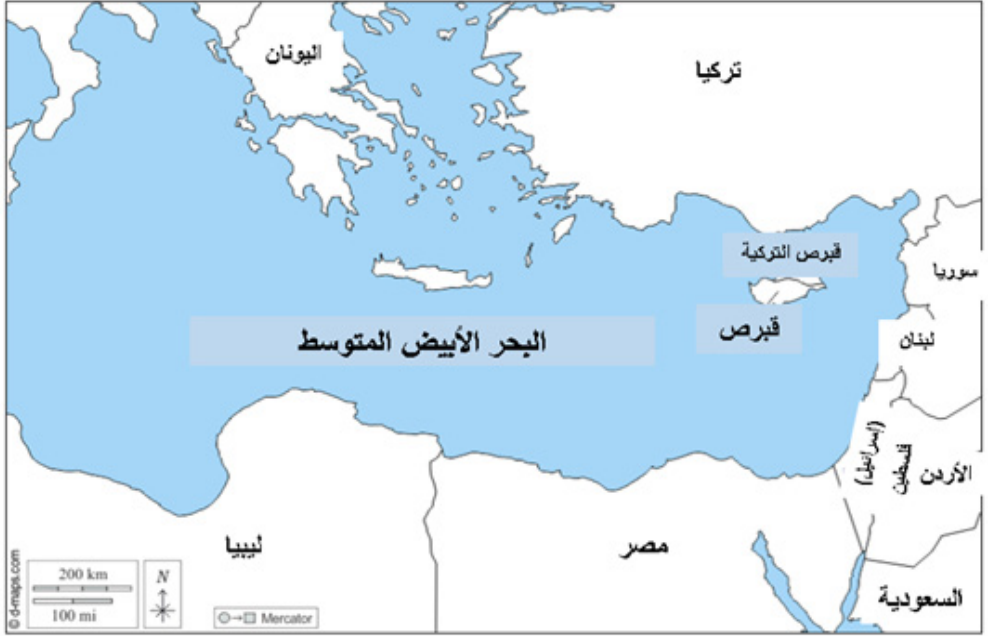 اليونان
تركيا
قبرص التركية
سوريا
قبرص
البحر الأبيض المتوسط
لبنان
فلسطين
(إسرائيل)
الأردن
ليبيا
مصر
السعودية
200 km
100 mi
N
Mercator
© d-maps.com